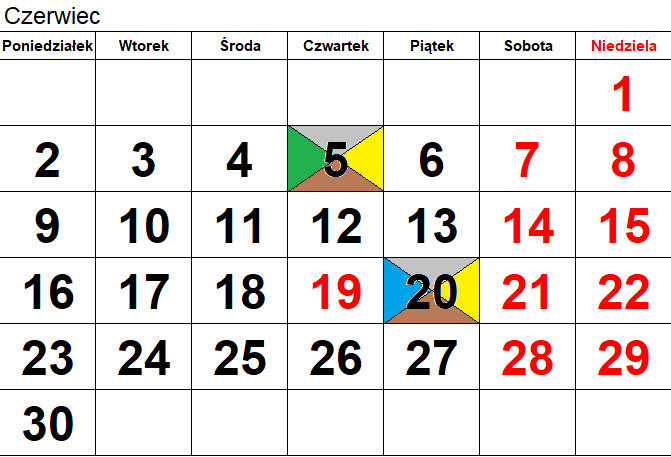 Czerwiec
Poniedziałek Wtorek Środa Czwartek Piątek Sobota Niedziela
1
2 3 4 5 6 7 8
9 10 11 12 13 14 15
16 17 18 19 20 21 22
23 24 25 26 27 28 29
30